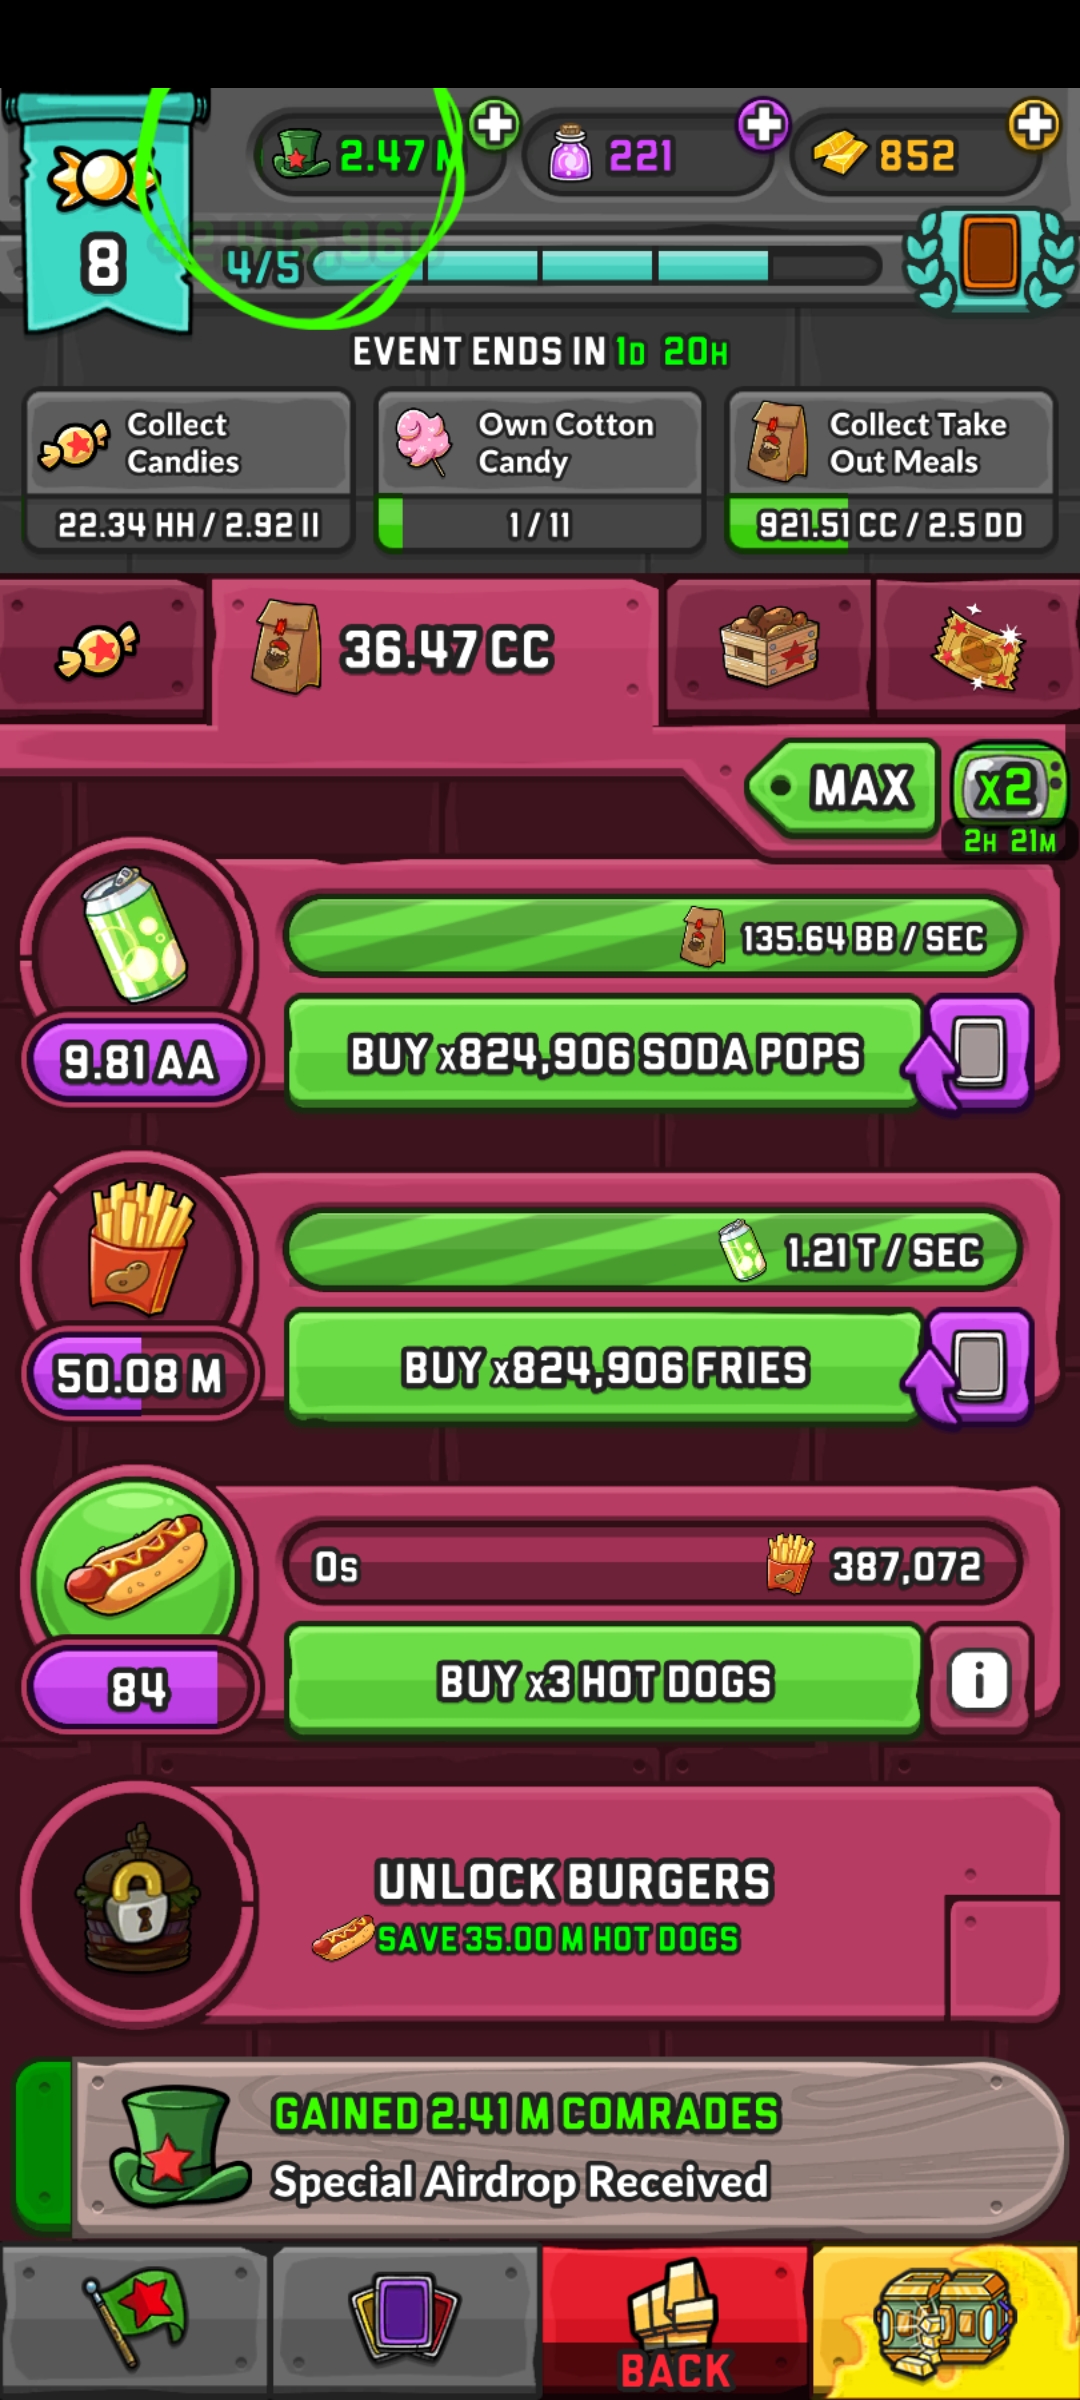 2.47 M
221
852
8
4/5
EVENT ENDS IN 1D 20H
Collect
Candies
22.34 HH / 2.92 II
Own Cotton
Candy
1 / 11
Collect Take
Out Meals
921.51 CC / 2.5 DD
36.47 CC
MAX
x2
2H 21M
135.64 BB / SEC
9.81 AA
BUY x824,906 SODA POPS
1.21 T / SEC
50.08 M
BUY x824,906 FRIES
0s
387,072
84
BUY x3 HOT DOGS
i
UNLOCK BURGERS
SAVE 35.00 M HOT DOGS
GAINED 2.41 M COMRADES
Special Airdrop Received
BACK